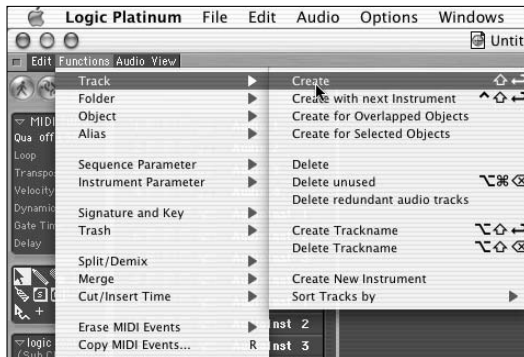 Logic Platinum File Edit Audio Options Windows
Untit
Edit Functions Audio View
Track Create ⇧↩
Folder Create with next Instrument ^⇧↩
Object Create for Overlapped Objects
Alias Create for Selected Objects
Sequence Parameter Delete
Instrument Parameter Delete unused ⌥⌘⌫
Delete redundant audio tracks
Signature and Key
Trash Create Trackname ⌥⇧↩
Delete Trackname ⌥⇧⌫
Split/Demix
Merge Create New Instrument
Cut/Insert Time Sort Tracks by
Erase MIDI Events
Copy MIDI Events... R
MIDI
Qua off
Loop
Transpo
Velocity
Dynamic
Gate Tim
Delay
Inst 2
Inst 3
logic
(Sub C